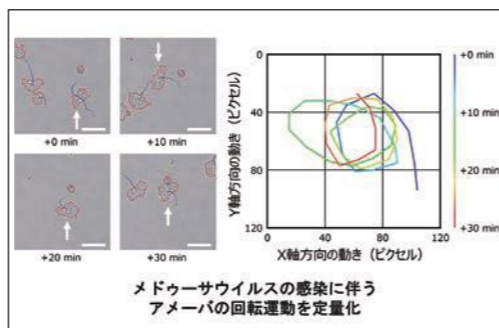 +0 min
+10 min
+20 min
+30 min
Y軸方向の動き（ピクセル）
0
40
80
120
0
40
80
120
X軸方向の動き（ピクセル）
+0 min
+10 min
+20 min
+30 min
メドゥーサウイルスの感染に伴う
アメーバの回転運動を定量化